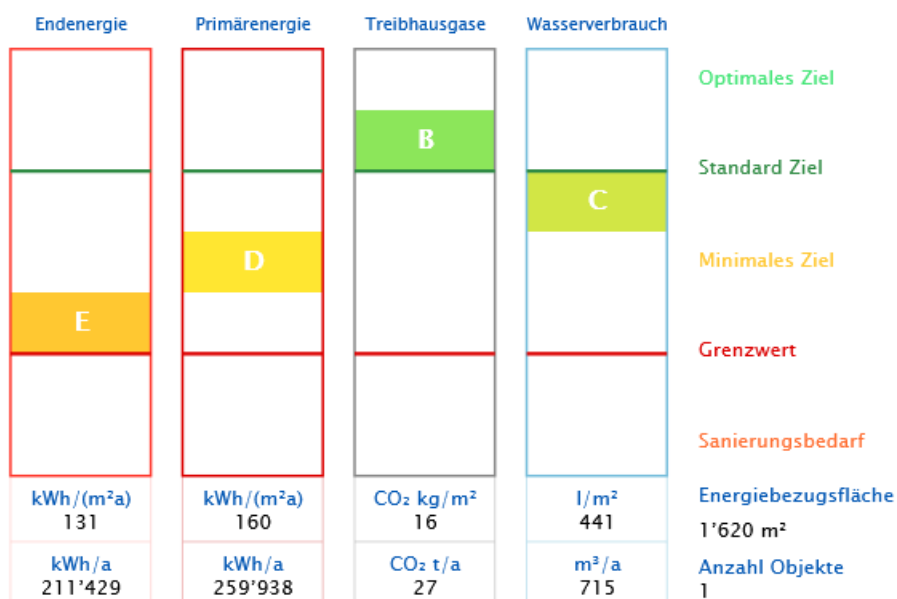 Endenergie Primärenergie Treibhausgase Wasserverbrauch
Optimales Ziel
B
Standard Ziel
C
D
Minimales Ziel
E
Grenzwert
Sanierungsbedarf
kWh/(m²a) kWh/(m²a) CO₂ kg/m² l/m² Energiebezugsfläche
131 160 16 441 1'620 m²
kWh/a kWh/a CO₂ t/a m³/a Anzahl Objekte
211'429 259'938 27 715 1